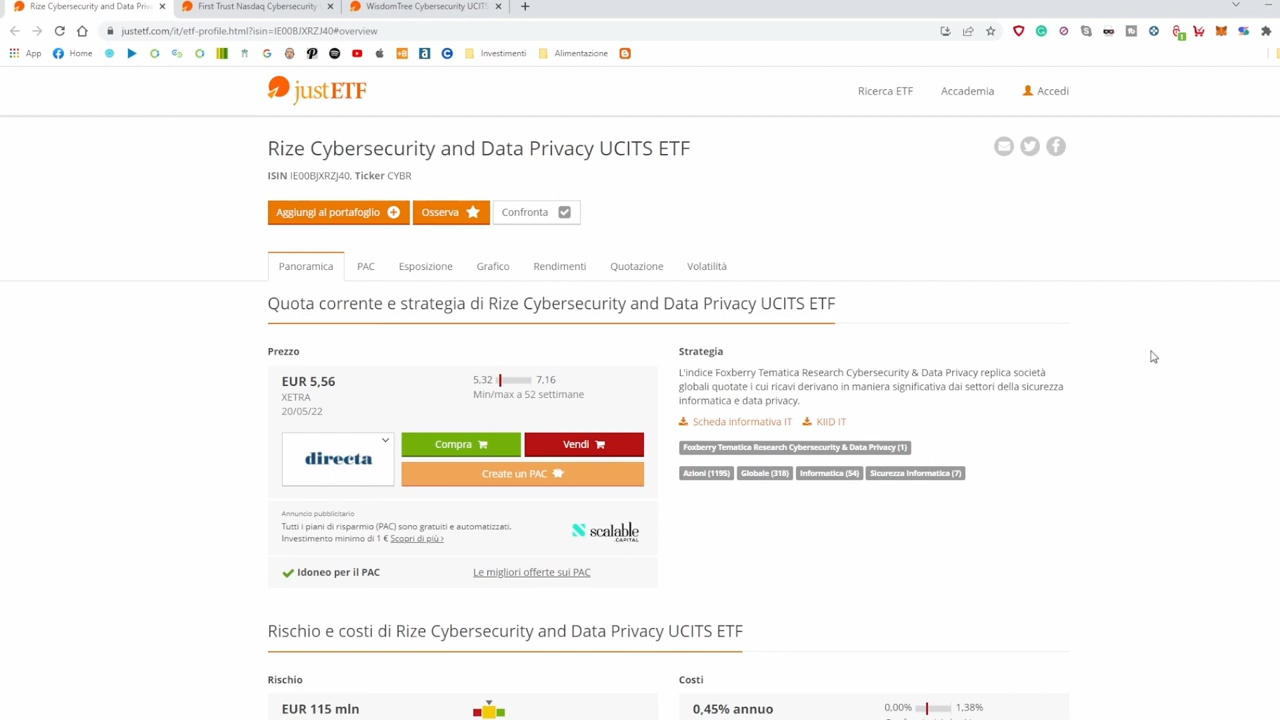 Rize Cybersecurity and Data Priva
First Trust Nasdaq Cybersecurity
WisdomTree Cybersecurity UCITS
justetf.com/it/etf-profile.html?isin=IE00BJXRZJ40#overview
App
Home
Investimenti
Alimentazione
justETF
Ricerca ETF
Accademia
Accedi
Rize Cybersecurity and Data Privacy UCITS ETF
ISIN IE00BJXRZJ40, Ticker CYBR
Aggiungi al portafoglio
Osserva
Confronta
Panoramica
PAC
Esposizione
Grafico
Rendimenti
Quotazione
Volatilità
Quota corrente e strategia di Rize Cybersecurity and Data Privacy UCITS ETF
Prezzo
EUR 5,56
XETRA
20/05/22
5,32 7,16
Min/max a 52 settimane
directa
Compra
Vendi
Create un PAC
Annuncio pubblicitario
Tutti i piani di risparmio (PAC) sono gratuiti e automatizzati.
Investimento minimo di 1 € Scopri di più ›
scalable
CAPITAL
Idoneo per il PAC
Le migliori offerte sui PAC
Strategia
L'indice Foxberry Tematica Research Cybersecurity & Data Privacy replica società
globali quotate i cui ricavi derivano in maniera significativa dai settori della sicurezza
informatica e data privacy.
Scheda informativa IT
KIID IT
Foxberry Tematica Research Cybersecurity & Data Privacy (1)
Azioni (1195)
Globale (318)
Informatica (54)
Sicurezza Informatica (7)
Rischio e costi di Rize Cybersecurity and Data Privacy UCITS ETF
Rischio
EUR 115 mln
Costi
0,45% annuo
0,00% 1,38%